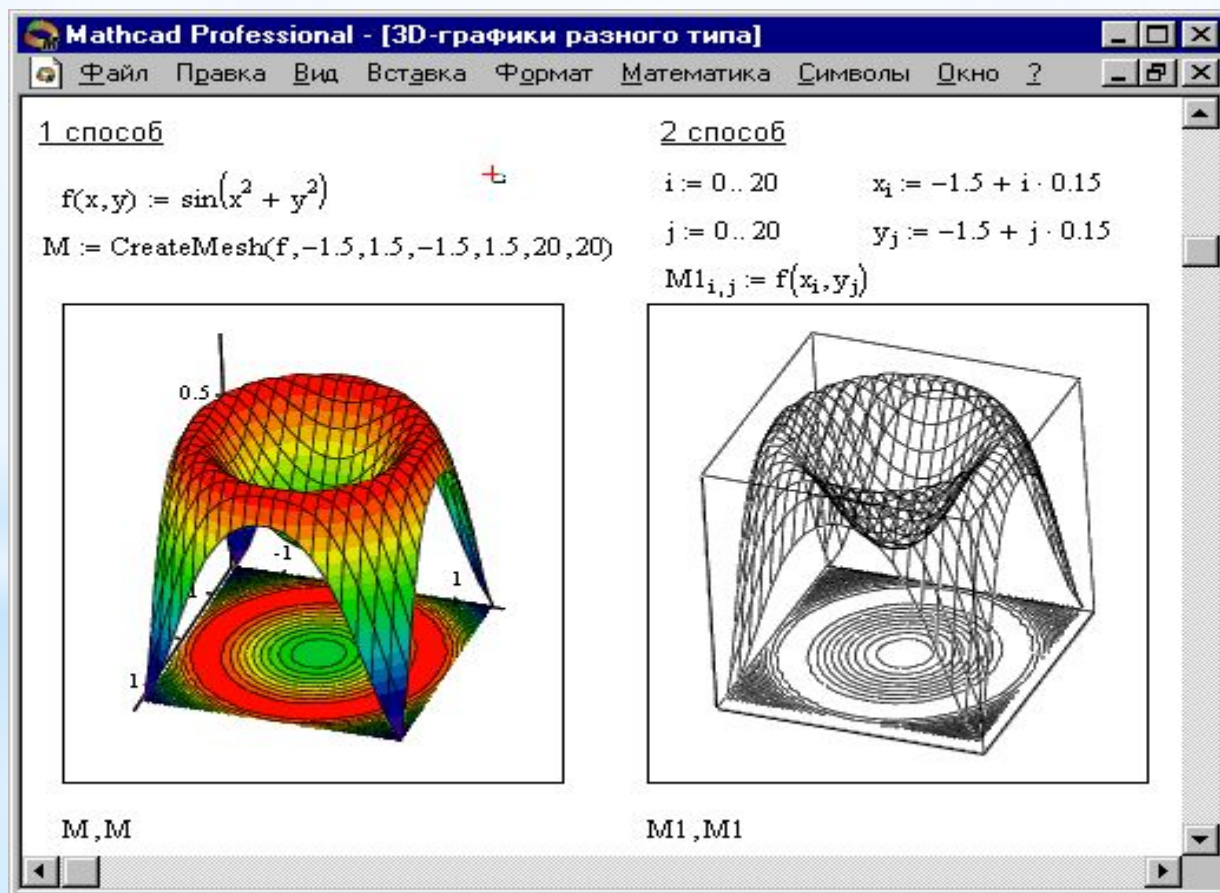 Mathcad Professional - [3D-графики разного типа]
Файл Правка Вид Вставка Формат Математика Символы Окно ?
1 способ
f(x,y) := sin(x² + y²)
M := CreateMesh(f,−1.5,1.5,−1.5,1.5,20,20)
0.5
-1
1
1
1
M,M
2 способ
i := 0.. 20 xᵢ := −1.5 + i · 0.15
j := 0.. 20 yⱼ := −1.5 + j · 0.15
M1ᵢ,ⱼ := f(xᵢ,yⱼ)
M1,M1